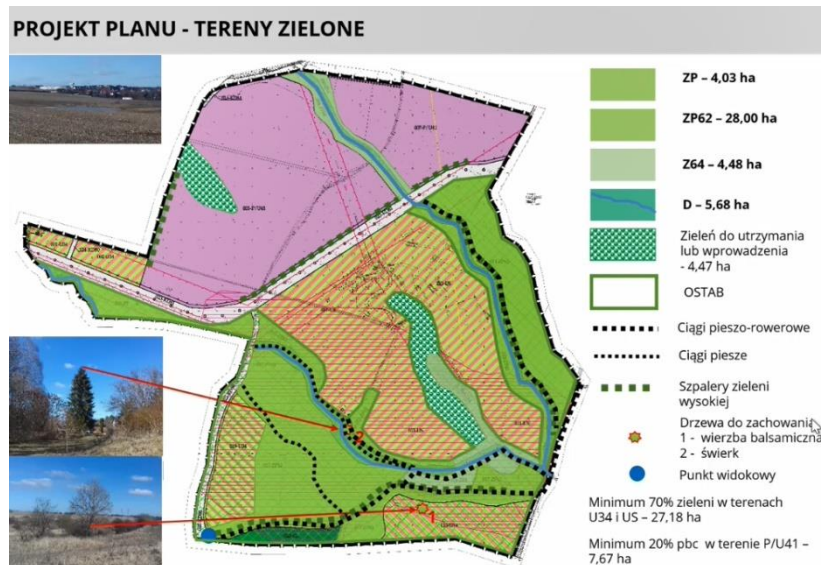 PROJEKT PLANU - TERENY ZIELONE
ZP – 4,03 ha
ZP62 – 28,00 ha
Z64 – 4,48 ha
D – 5,68 ha
Zieleń do utrzymania
lub wprowadzenia
- 4,47 ha
OSTAB
Ciągi pieszo-rowerowe
Ciągi piesze
Szpalery zieleni
wysokiej
Drzewa do zachowania
1 - wierzba balsamiczna
2 - świerk
Punkt widokowy
Minimum 70% zieleni w terenach
U34 i US – 27,18 ha
Minimum 20% pbc w terenie P/U41 –
7,67 ha
2
1